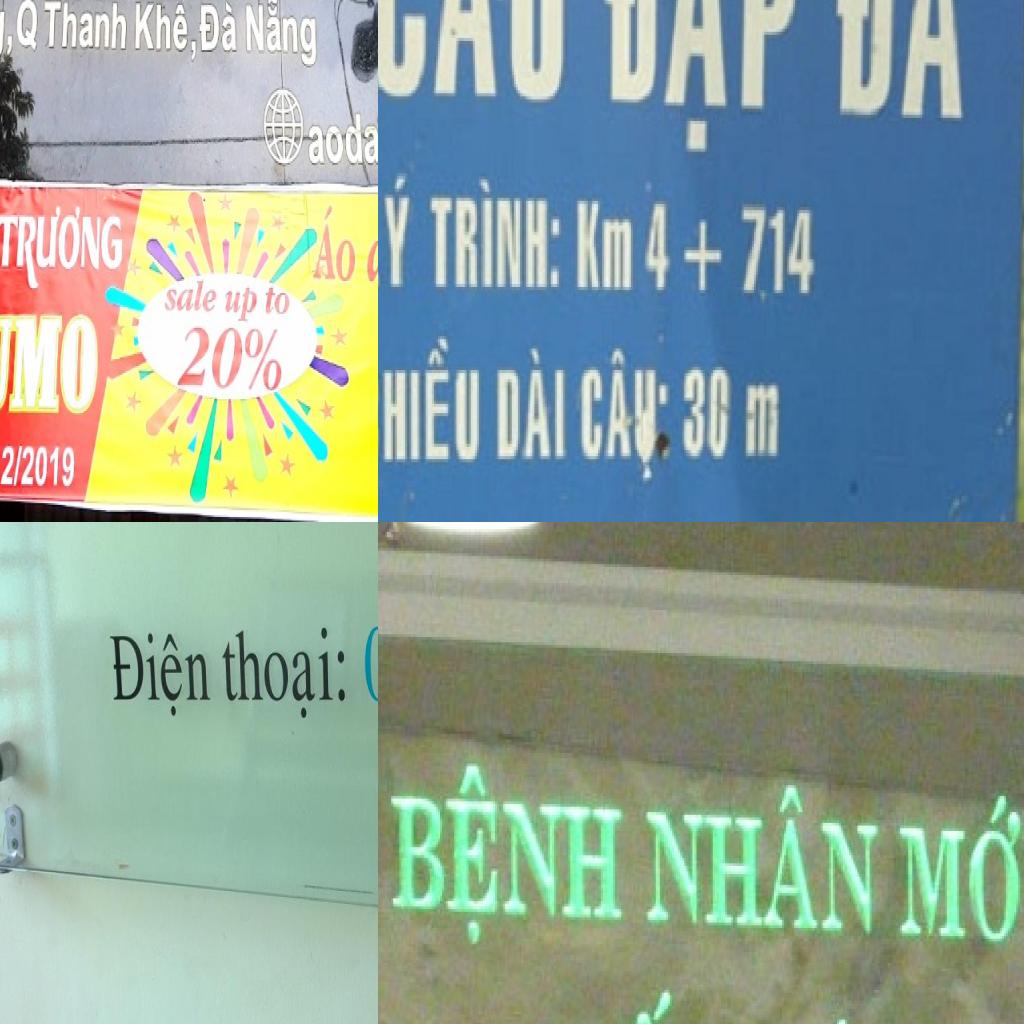 ,Q Thanh Khê,Đà Nẵng
aoda
TRƯƠNG
UMO
2/2019
sale up to
20%
Áo
CẦU ĐẬP ĐÁ
Ý TRÌNH: Km 4 + 714
HIỀU DÀI CẦU: 30 m
Điện thoại:
BỆNH NHÂN MỚ